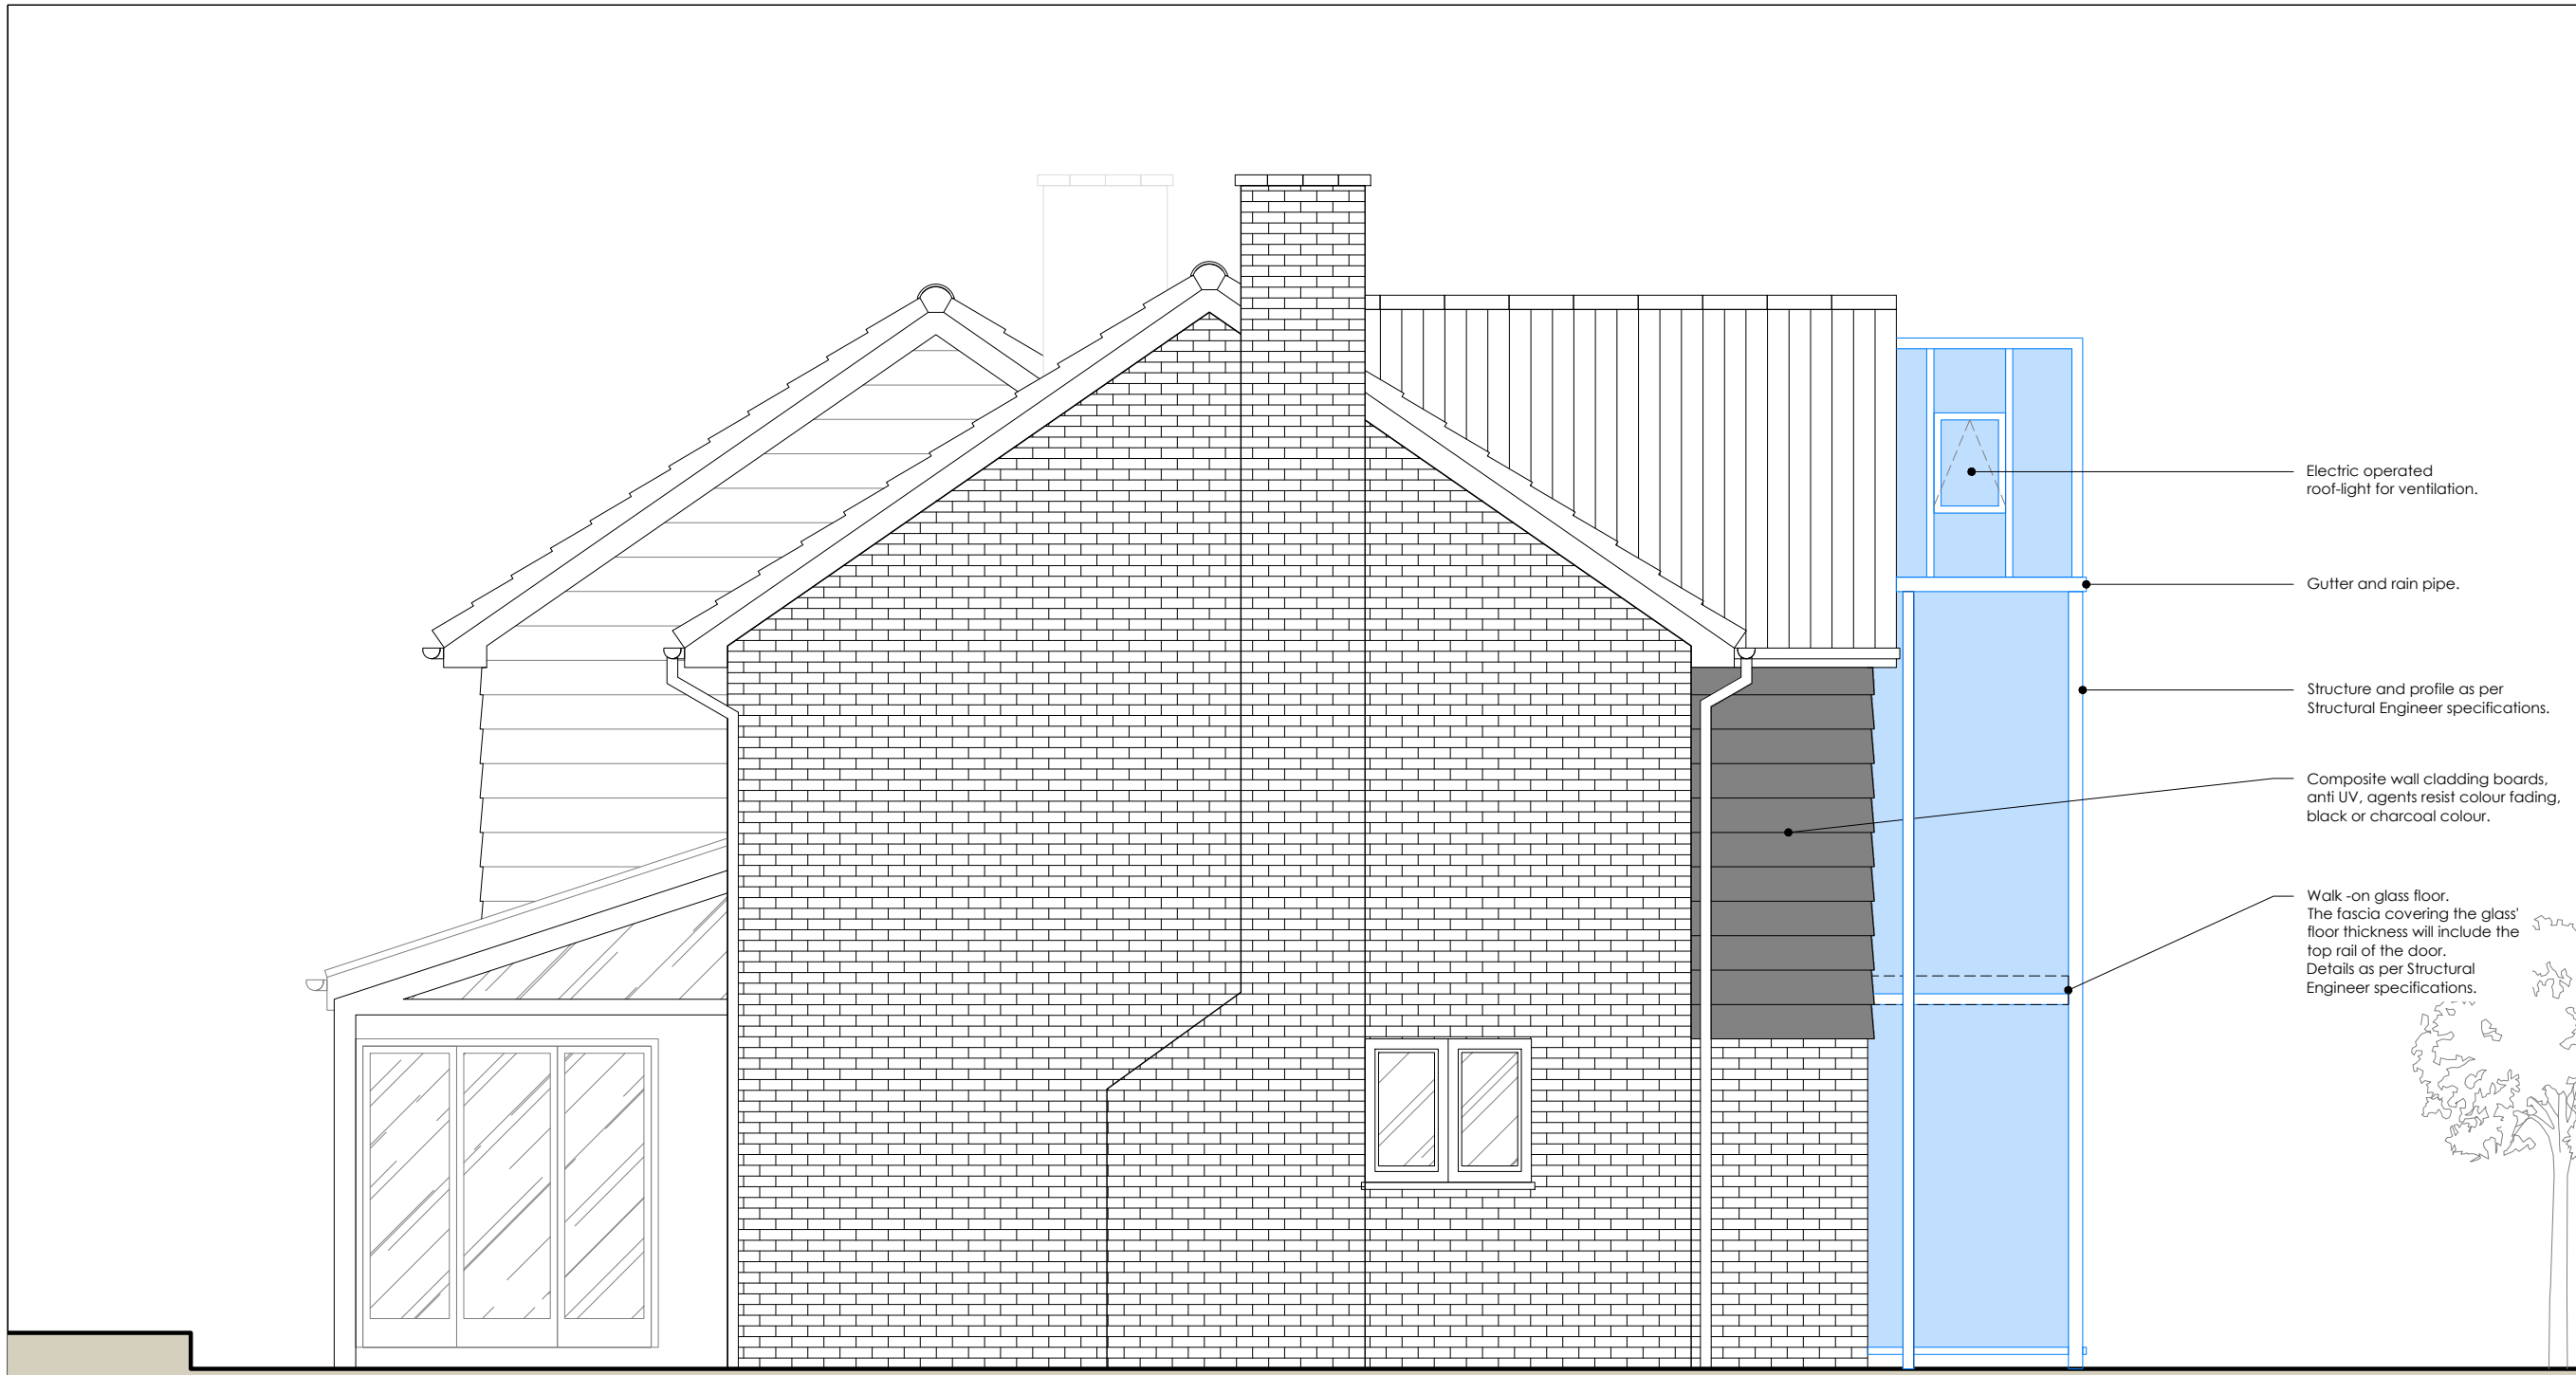 Electric operated
roof-light for ventilation.
Gutter and rain pipe.
Structure and profile as per
Structural Engineer specifications.
Composite wall cladding boards,
anti UV, agents resist colour fading,
black or charcoal colour.
Walk -on glass floor.
The fascia covering the glass'
floor thickness will include the
top rail of the door.
Details as per Structural
Engineer specifications.